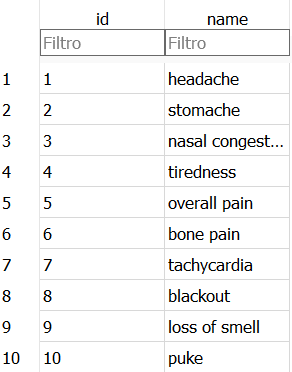 id name
Filtro Filtro
1 1 headache
2 2 stomache
3 3 nasal congest...
4 4 tiredness
5 5 overall pain
6 6 bone pain
7 7 tachycardia
8 8 blackout
9 9 loss of smell
10 10 puke